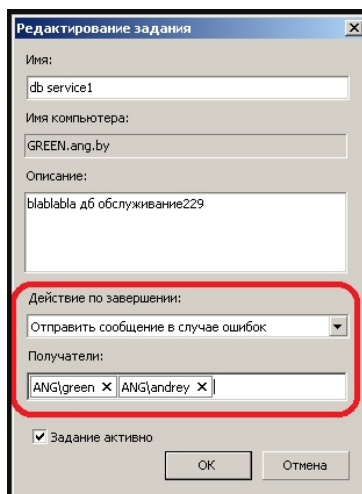 Редактирование задания
Имя:
db service1
Имя компьютера:
GREEN.ang.by
Описание:
blablabla дб обслуживание229
Действие по завершении:
Отправить сообщение в случае ошибок
Получатели:
ANG\green ✕ ANG\andrey ✕
Задание активно
OK Отмена